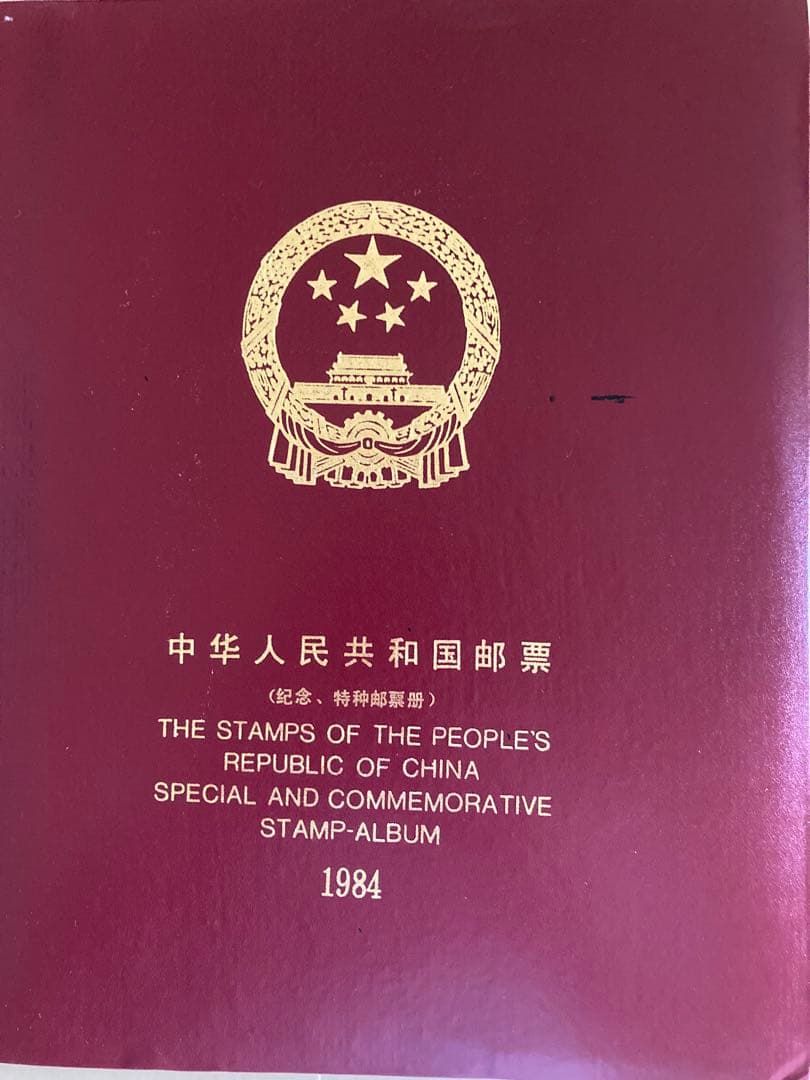 中华人民共和国邮票
（纪念、特种邮票册）
THE STAMPS OF THE PEOPLE'S
REPUBLIC OF CHINA
SPECIAL AND COMMEMORATIVE
STAMP-ALBUM
1984